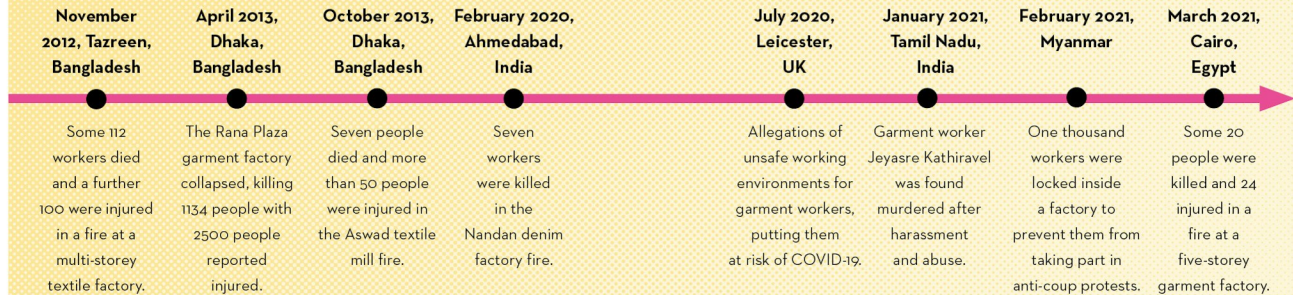 November
2012, Tazreen,
Bangladesh
Some 112
workers died
and a further
100 were injured
in a fire at a
multi-storey
textile factory.
April 2013,
Dhaka,
Bangladesh
The Rana Plaza
garment factory
collapsed, killing
1134 people with
2500 people
reported
injured.
October 2013,
Dhaka,
Bangladesh
Seven people
died and more
than 50 people
were injured in
the Aswad textile
mill fire.
February 2020,
Ahmedabad,
India
Seven
workers
were killed
in the
Nandan denim
factory fire.
July 2020,
Leicester,
UK
Allegations of
unsafe working
environments for
garment workers,
putting them
at risk of COVID-19.
January 2021,
Tamil Nadu,
India
Garment worker
Jeyasre Kathiravel
was found
murdered after
harassment
and abuse.
February 2021,
Myanmar
One thousand
workers were
locked inside
a factory to
prevent them from
taking part in
anti-coup protests.
March 2021,
Cairo,
Egypt
Some 20
people were
killed and 24
injured in a
fire at a
five-storey
garment factory.